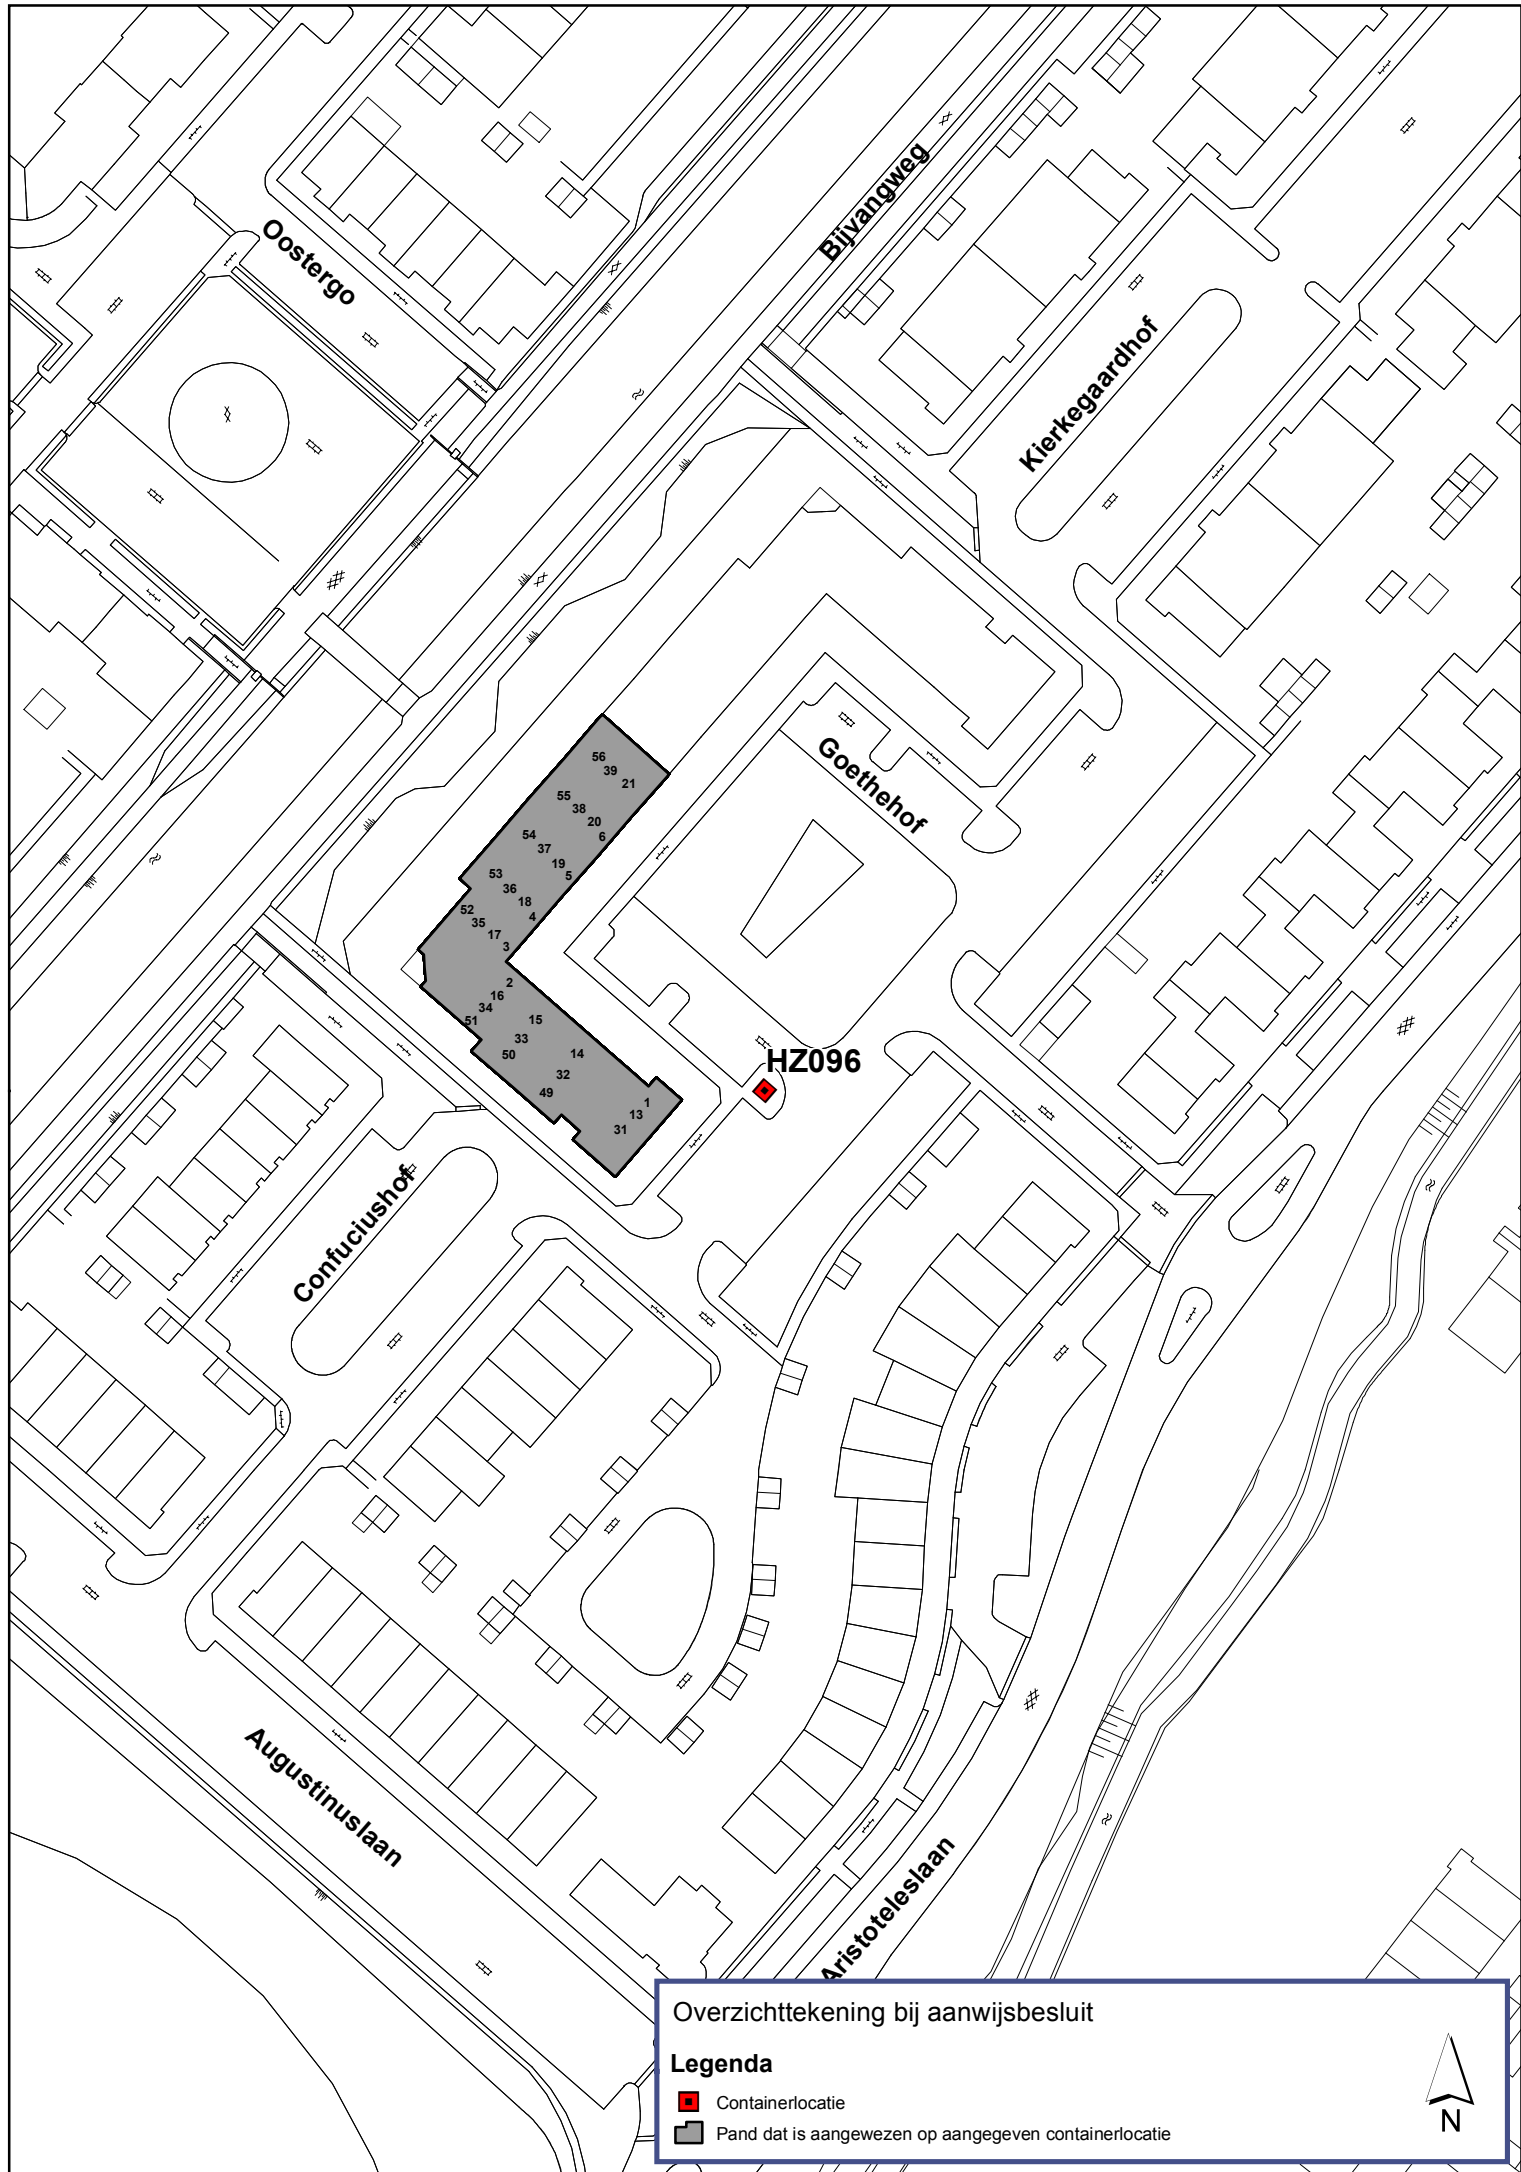 Bijvangweg
Oostergo
Kierkegaardhof
Goethehof
56
39
21
55
38
20
6
54
37
19
5
53
36
18
4
52
35
17
3
2
16
34
51
15
33
50
14
32
49
1
13
31
HZ096
Confuciushof
Augustinuslaan
Aristoteleslaan
Overzichttekening bij aanwijsbesluit
Legenda
Containerlocatie
Pand dat is aangewezen op aangegeven containerlocatie
N